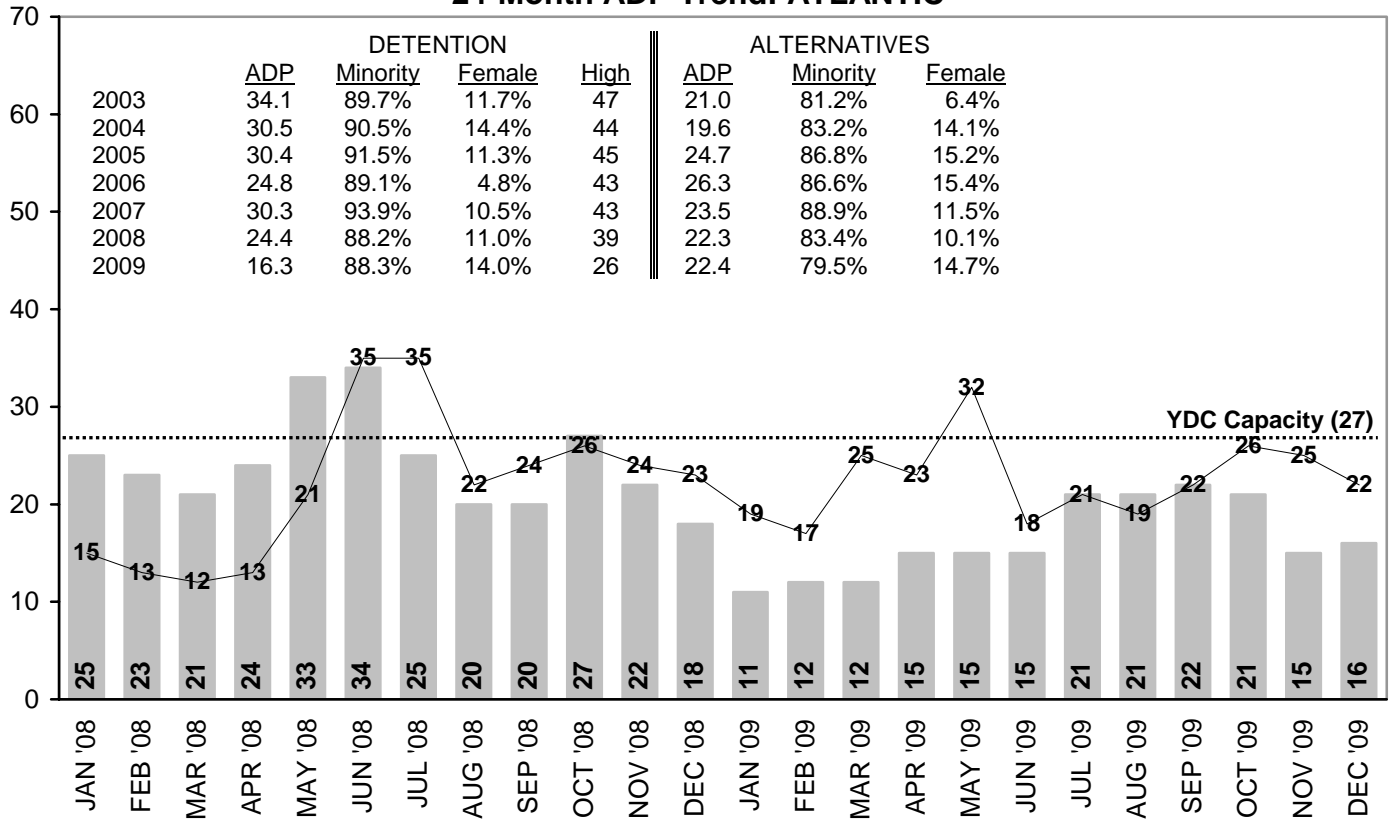 24 Month ADP Trend: ATLANTIC
70
60
50
40
30
20
10
0
DETENTION ALTERNATIVES
ADP Minority Female High ADP Minority Female
2003 34.1 89.7% 11.7% 47 21.0 81.2% 6.4%
2004 30.5 90.5% 14.4% 44 19.6 83.2% 14.1%
2005 30.4 91.5% 11.3% 45 24.7 86.8% 15.2%
2006 24.8 89.1% 4.8% 43 26.3 86.6% 15.4%
2007 30.3 93.9% 10.5% 43 23.5 88.9% 11.5%
2008 24.4 88.2% 11.0% 39 22.3 83.4% 10.1%
2009 16.3 88.3% 14.0% 26 22.4 79.5% 14.7%
YDC Capacity (27)
15 13 12 13 21 35 35 22 24 26 24 23 19 17 25 23 32 18 21 19 22 26 25 22
25 23 21 24 33 34 25 20 20 27 22 18 11 12 12 15 15 15 21 21 22 21 15 16
JAN '08
FEB '08
MAR '08
APR '08
MAY '08
JUN '08
JUL '08
AUG '08
SEP '08
OCT '08
NOV '08
DEC '08
JAN '09
FEB '09
MAR '09
APR '09
MAY '09
JUN '09
JUL '09
AUG '09
SEP '09
OCT '09
NOV '09
DEC '09